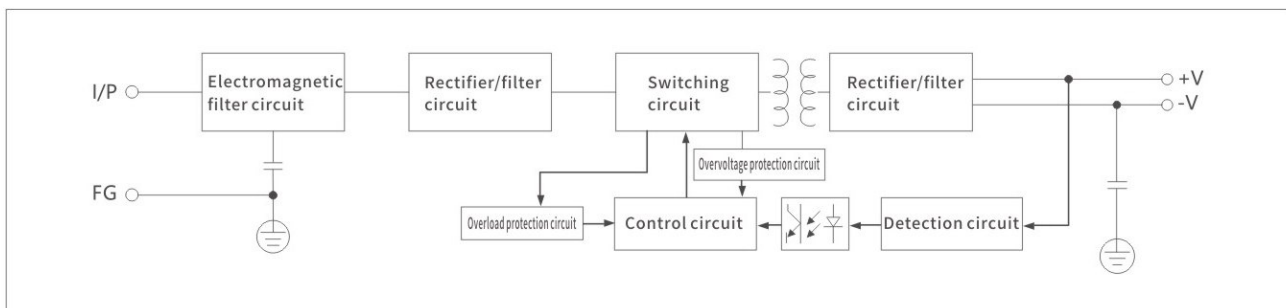 I/P
Electromagnetic
filter circuit
Rectifier/filter
circuit
Switching
circuit
Rectifier/filter
circuit
+V
-V
Overvoltage protection circuit
FG
Overload protection circuit
Control circuit
Detection circuit